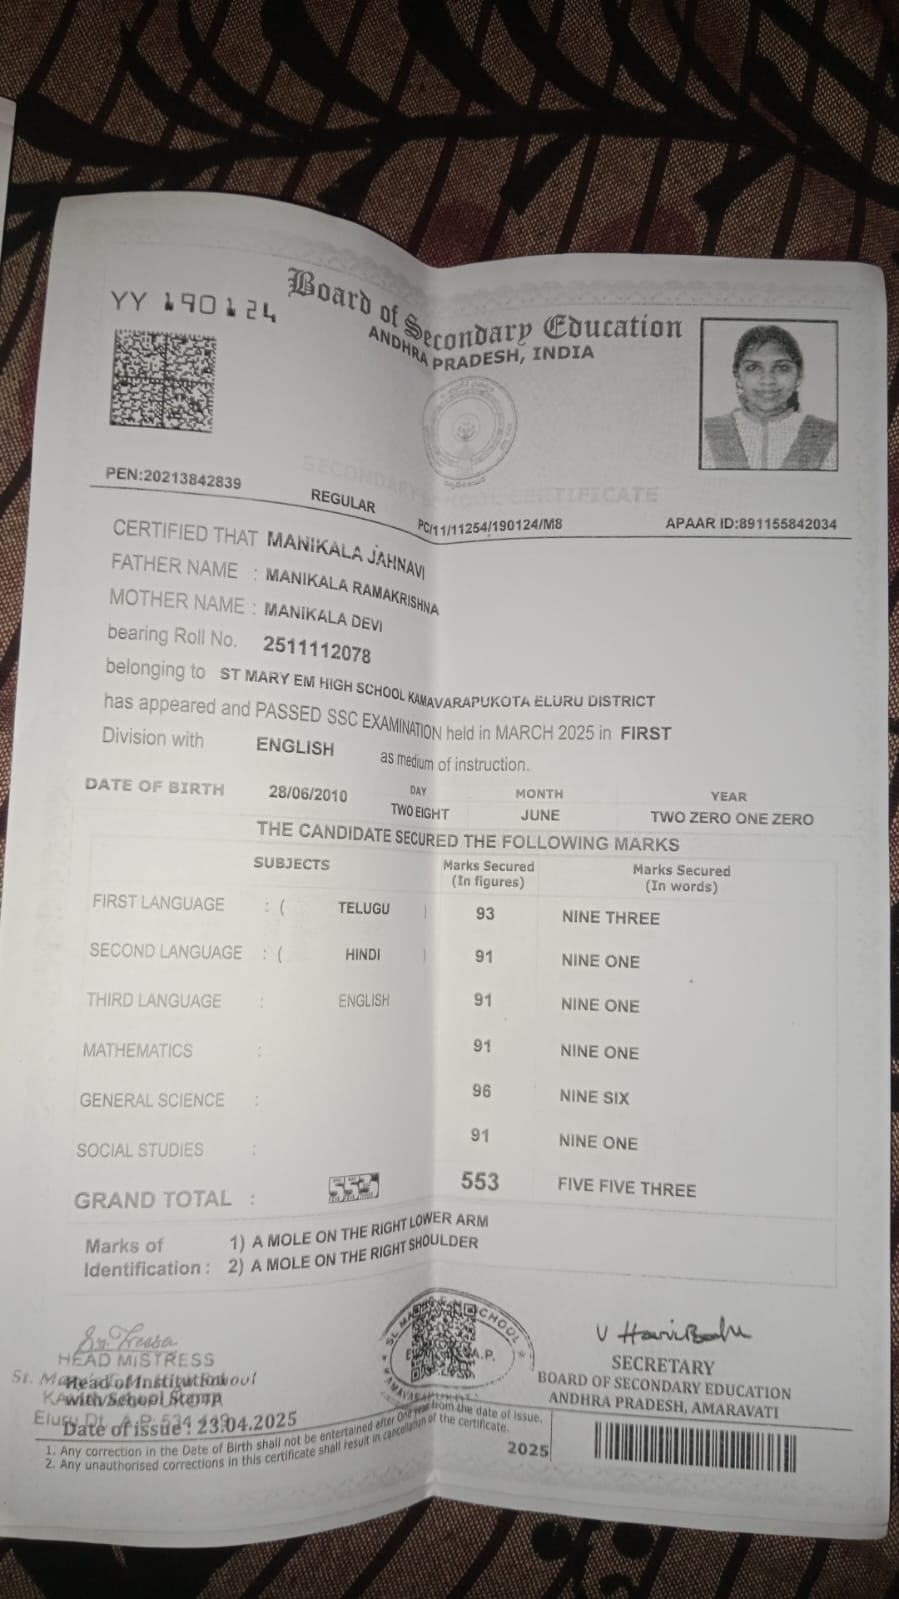 YY 190124
Board of Secondary Education
ANDHRA PRADESH, INDIA
SECONDARY SCHOOL CERTIFICATE
PEN:20213842839
REGULAR
PC/11/11254/190124/M8
APAAR ID:891155842034
CERTIFIED THAT MANIKALA JAHNAVI
FATHER NAME : MANIKALA RAMAKRISHNA
MOTHER NAME : MANIKALA DEVI
bearing Roll No. 2511112078
belonging to ST MARY EM HIGH SCHOOL KAMAVARAPUKOTA ELURU DISTRICT
has appeared and PASSED SSC EXAMINATION held in MARCH 2025 in FIRST
Division with ENGLISH as medium of instruction.
DATE OF BIRTH 28/06/2010 DAY MONTH YEAR
TWO EIGHT JUNE TWO ZERO ONE ZERO
THE CANDIDATE SECURED THE FOLLOWING MARKS
SUBJECTS Marks Secured (In figures) Marks Secured (In words)
FIRST LANGUAGE : ( TELUGU ) 93 NINE THREE
SECOND LANGUAGE : ( HINDI ) 91 NINE ONE
THIRD LANGUAGE : ENGLISH 91 NINE ONE
MATHEMATICS : 91 NINE ONE
GENERAL SCIENCE : 96 NINE SIX
SOCIAL STUDIES : 91 NINE ONE
GRAND TOTAL : 553 553 FIVE FIVE THREE
Marks of Identification : 1) A MOLE ON THE RIGHT LOWER ARM
2) A MOLE ON THE RIGHT SHOULDER
HEAD MISTRESS
Head of Institution
with School Stamp
Date of issue : 23.04.2025
V HariBabu
SECRETARY
BOARD OF SECONDARY EDUCATION
ANDHRA PRADESH, AMARAVATI
1. Any correction in the Date of Birth shall not be entertained after One year from the date of issue.
2. Any unauthorised corrections in this certificate shall result in cancellation of the certificate.
2025